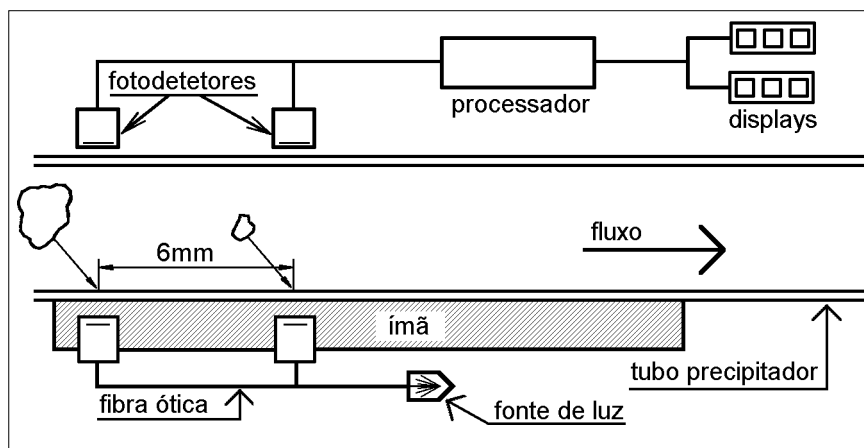 fotodetetores
processador
displays
6mm
fluxo
ímã
tubo precipitador
fibra ótica
fonte de luz